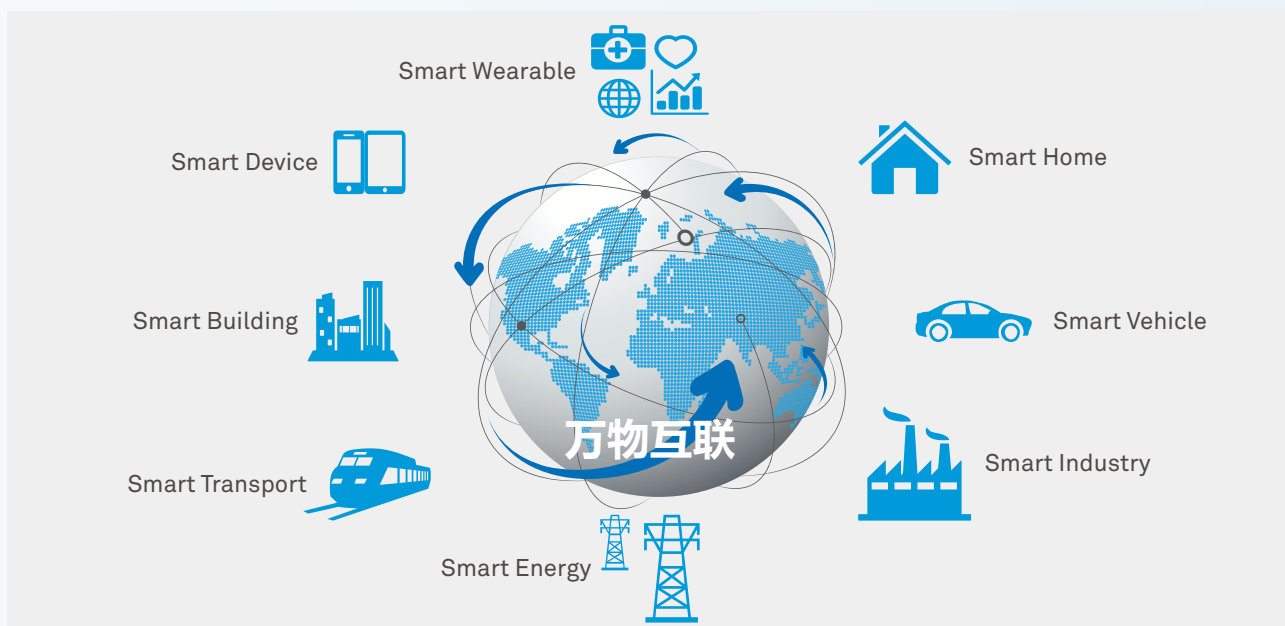 Smart Wearable
Smart Device
Smart Home
Smart Building
Smart Vehicle
万物互联
Smart Transport
Smart Industry
Smart Energy